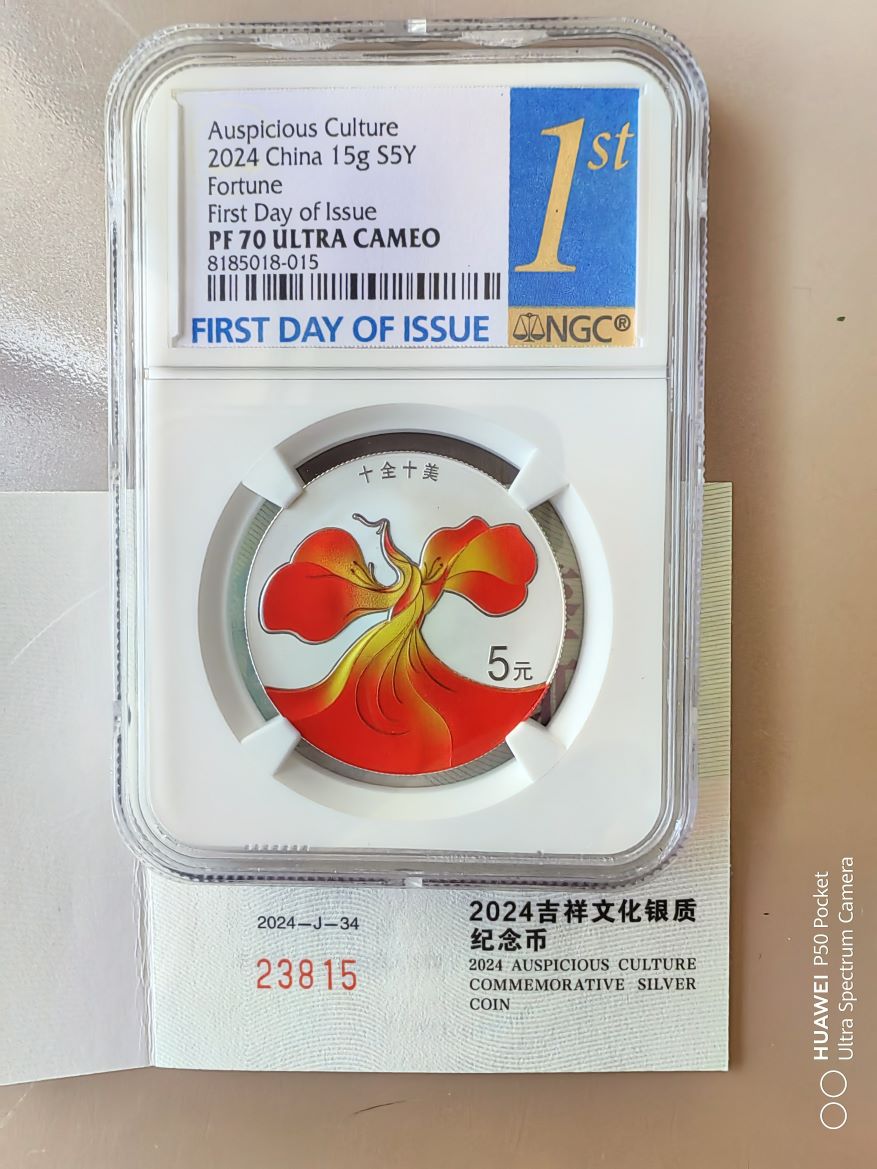 Auspicious Culture
2024 China 15g S5Y
Fortune
First Day of Issue
PF 70 ULTRA CAMEO
8185018-015
FIRST DAY OF ISSUE
1st
NGC®
十全十美
5元
2024-J-34
23815
2024吉祥文化银质
纪念币
2024 AUSPICIOUS CULTURE
COMMEMORATIVE SILVER
COIN
HUAWEI P50 Pocket
Ultra Spectrum Camera